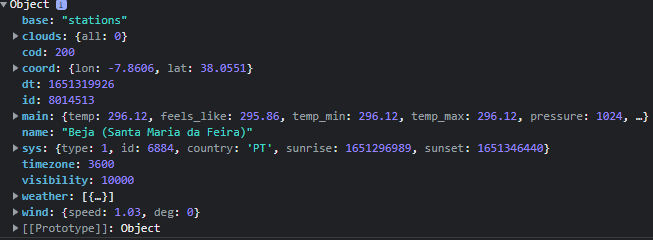 Object i
base: "stations"
clouds: {all: 0}
cod: 200
coord: {lon: -7.8606, lat: 38.0551}
dt: 1651319926
id: 8014513
main: {temp: 296.12, feels_like: 295.86, temp_min: 296.12, temp_max: 296.12, pressure: 1024, …}
name: "Beja (Santa Maria da Feira)"
sys: {type: 1, id: 6884, country: 'PT', sunrise: 1651296989, sunset: 1651346440}
timezone: 3600
visibility: 10000
weather: [{…}]
wind: {speed: 1.03, deg: 0}
[[Prototype]]: Object